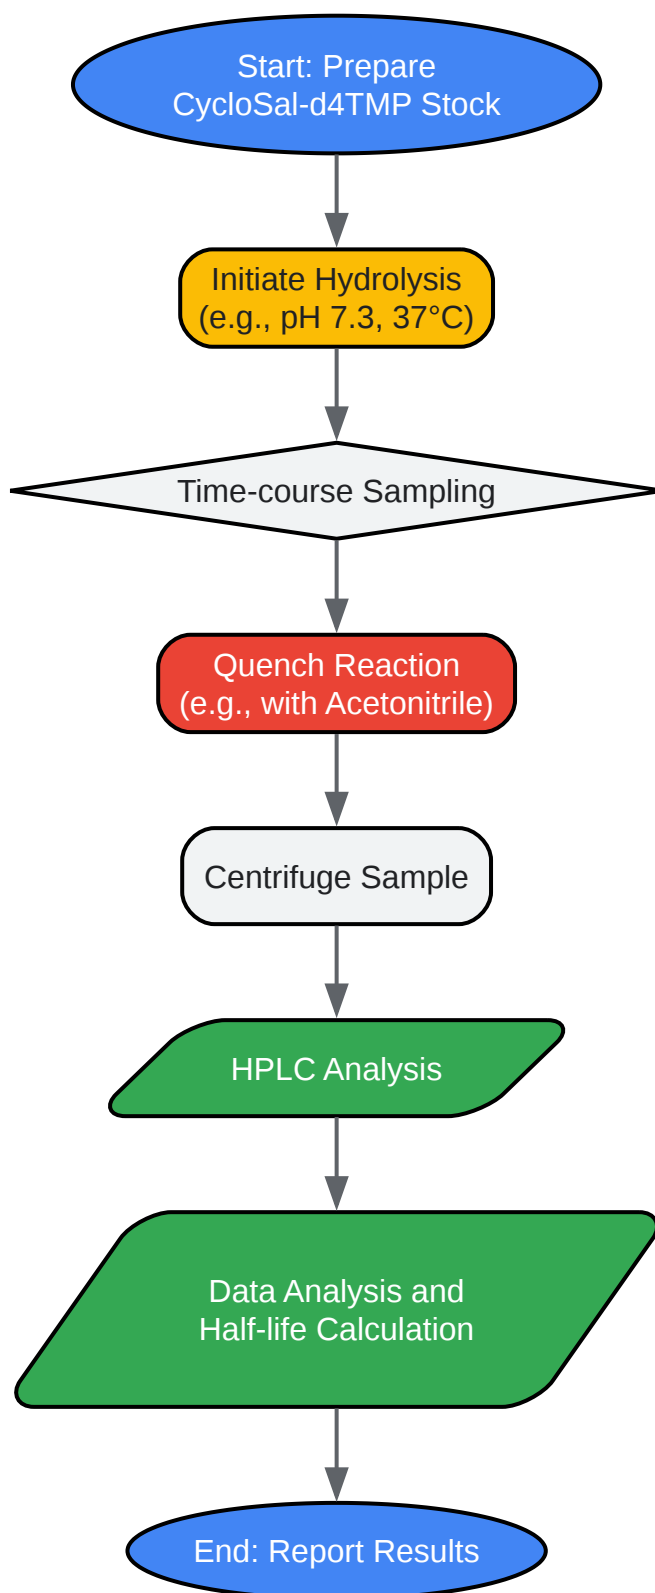 Start: Prepare
CycloSal-d4TMP Stock
Initiate Hydrolysis
(e.g., pH 7.3, 37°C)
Time-course Sampling
Quench Reaction
(e.g., with Acetonitrile)
Centrifuge Sample
HPLC Analysis
Data Analysis and
Half-life Calculation
End: Report Results